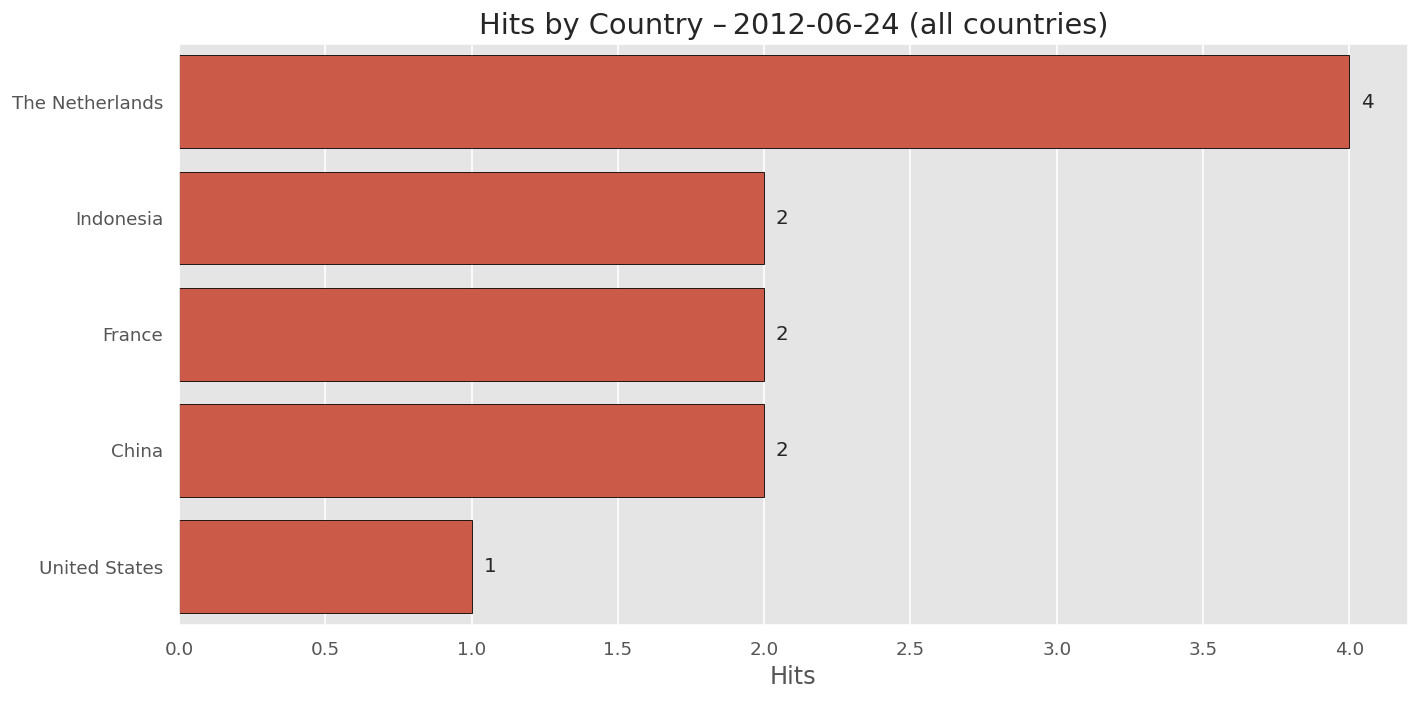 Hits by Country – 2012-06-24 (all countries)
The Netherlands
4
Indonesia
2
France
2
China
2
United States
1
0.0 0.5 1.0 1.5 2.0 2.5 3.0 3.5 4.0
Hits